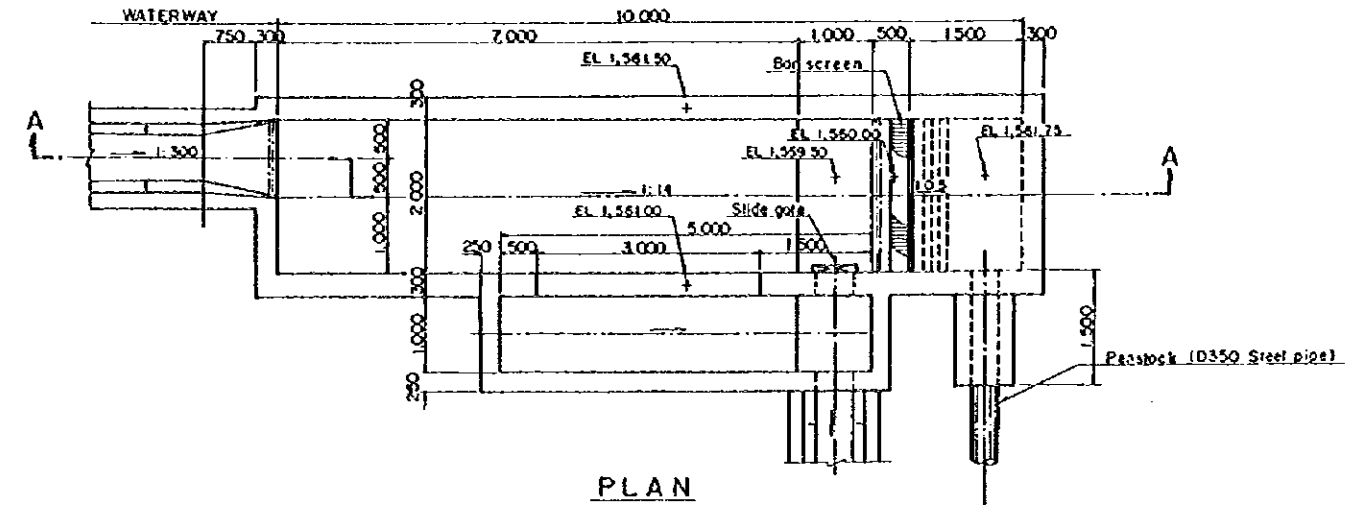 WATERWAY
10.000
750 300 7,000 1,000 500 1500 300
EL 1,561.50
Bar screen
300
A
500
EL 1,560.00
EL 1,561.75
1:300
EL 1,559.50
A
500
2,000
1:14
EL 1,561.00
Slide gate
1,000
5.000
250 500 3.000 1.500
300
1,000
1,500
Penstock (D350 Steel pipe)
250
PLAN